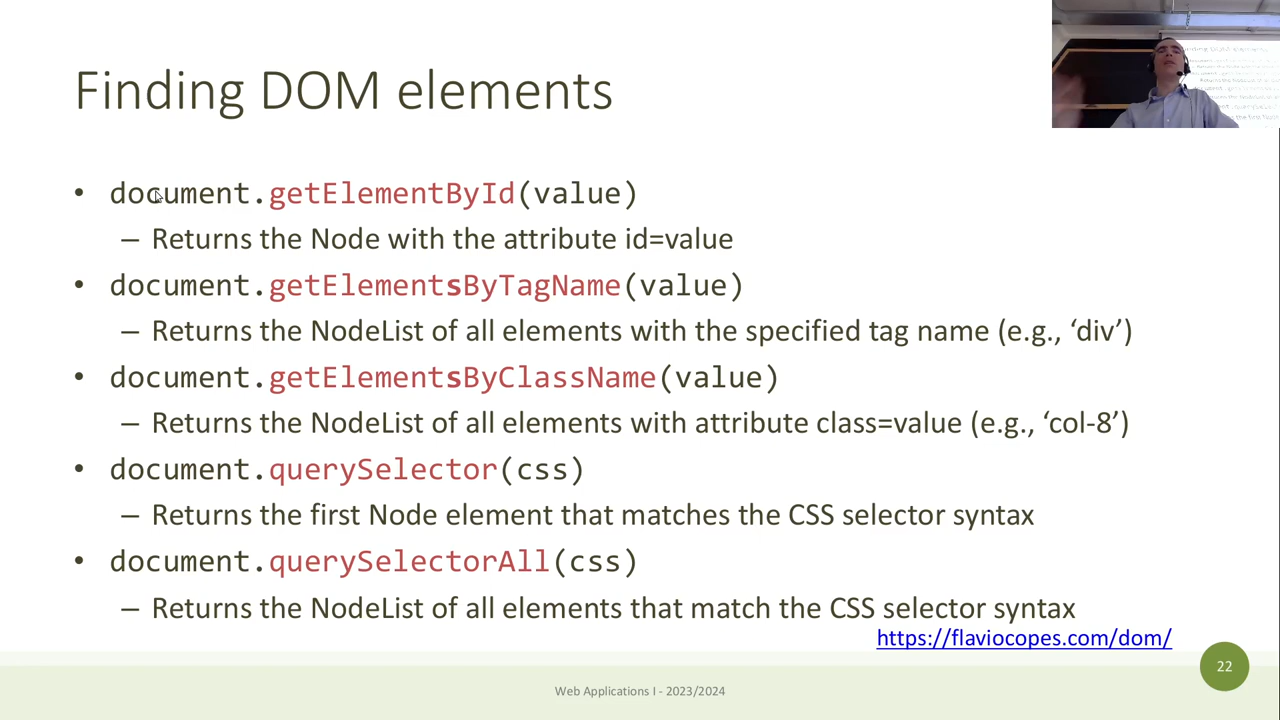 Finding DOM elements
• document.getElementById(value)
– Returns the Node with the attribute id=value
• document.getElementsByTagName(value)
– Returns the NodeList of all elements with the specified tag name (e.g., ‘div’)
• document.getElementsByClassName(value)
– Returns the NodeList of all elements with attribute class=value (e.g., ‘col-8’)
• document.querySelector(css)
– Returns the first Node element that matches the CSS selector syntax
• document.querySelectorAll(css)
– Returns the NodeList of all elements that match the CSS selector syntax
https://flaviocopes.com/dom/
22
Web Applications I - 2023/2024